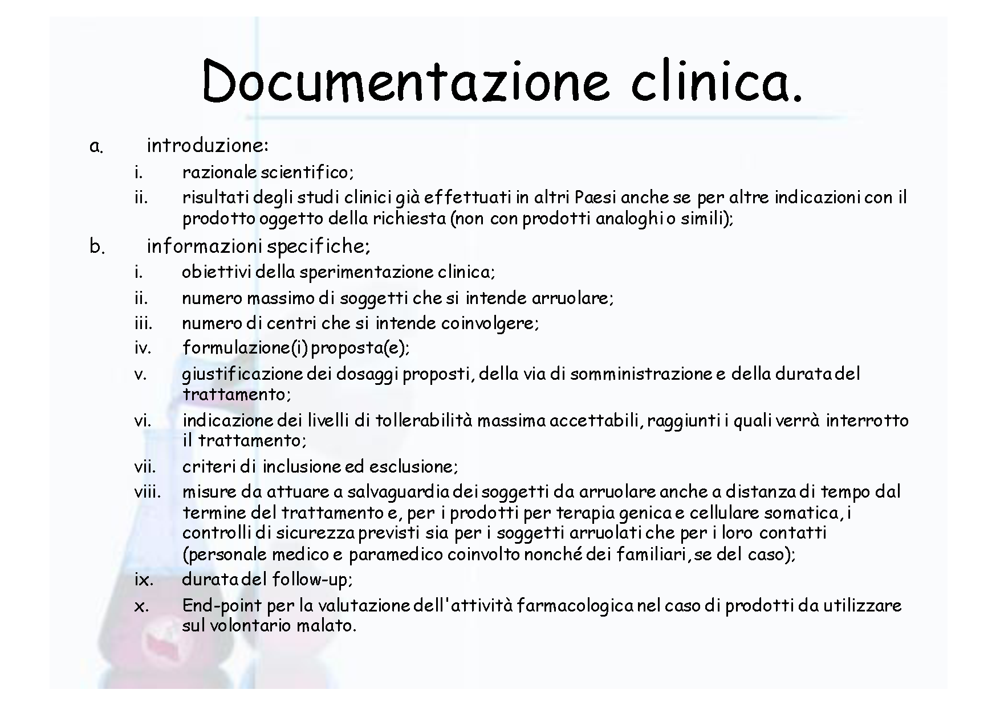 Documentazione clinica.
a. introduzione:
i. razionale scientifico;
ii. risultati degli studi clinici già effettuati in altri Paesi anche se per altre indicazioni con il
prodotto oggetto della richiesta (non con prodotti analoghi o simili);
b. informazioni specifiche;
i. obiettivi della sperimentazione clinica;
ii. numero massimo di soggetti che si intende arruolare;
iii. numero di centri che si intende coinvolgere;
iv. formulazione(i) proposta(e);
v. giustificazione dei dosaggi proposti, della via di somministrazione e della durata del
trattamento;
vi. indicazione dei livelli di tollerabilità massima accettabili, raggiunti i quali verrà interrotto
il trattamento;
vii. criteri di inclusione ed esclusione;
viii. misure da attuare a salvaguardia dei soggetti da arruolare anche a distanza di tempo dal
termine del trattamento e, per i prodotti per terapia genica e cellulare somatica, i
controlli di sicurezza previsti sia per i soggetti arruolati che per i loro contatti
(personale medico e paramedico coinvolto nonché dei familiari, se del caso);
ix. durata del follow-up;
x. End-point per la valutazione dell'attività farmacologica nel caso di prodotti da utilizzare
sul volontario malato.